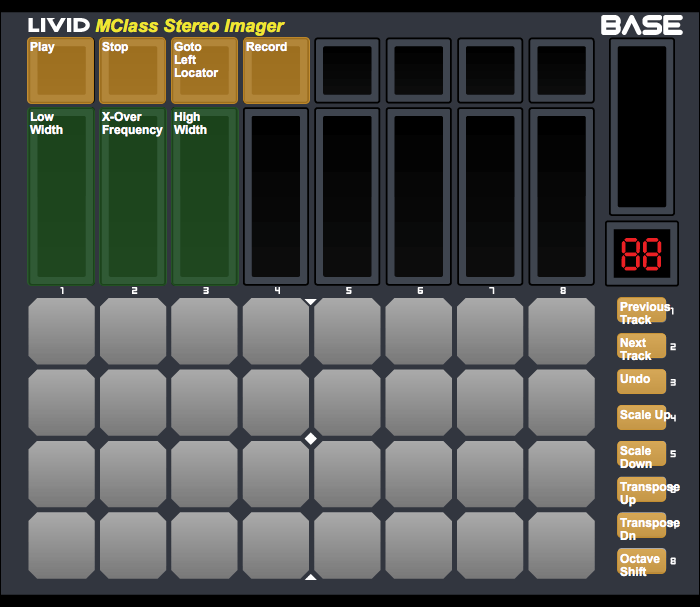 LIVID MClass Stereo Imager
BASE
Play
Stop
Goto
Left
Locator
Record
Low
Width
X-Over
Frequency
High
Width
88
1 2 3 4 5 6 7 8
Previous
Track
1
Next
Track
2
Undo
3
Scale Up
4
Scale
Down
5
Transpose
Up
6
Transpose
Dn
7
Octave
Shift
8